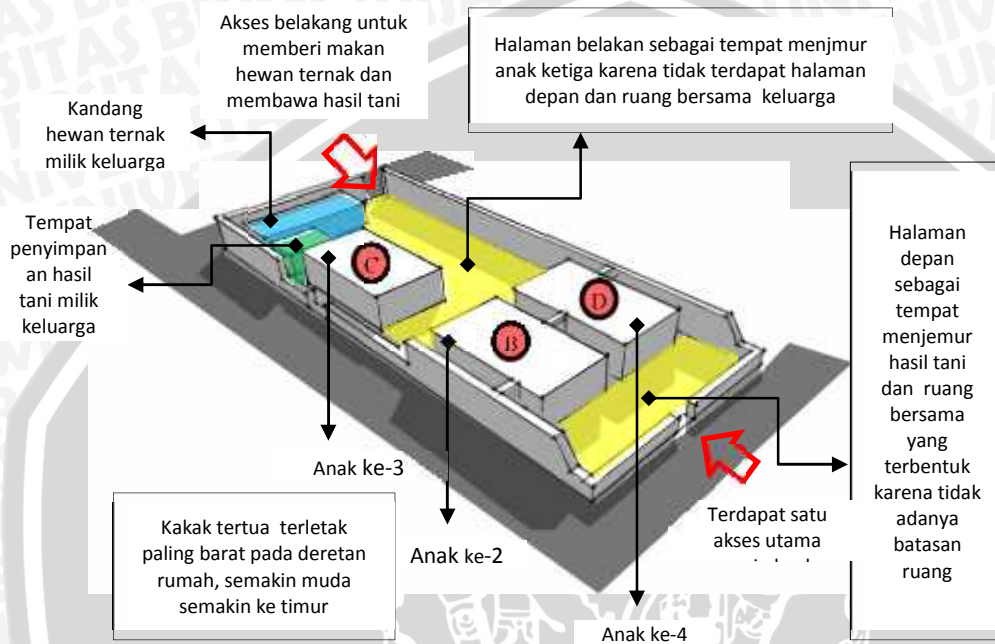 Akses belakang untuk
memberi makan
hewan ternak dan
membawa hasil tani
Halaman belakan sebagai tempat menjmur
anak ketiga karena tidak terdapat halaman
depan dan ruang bersama keluarga
Kandang
hewan ternak
milik keluarga
Tempat
penyimpan
an hasil
tani milik
keluarga
C
D
B
Halaman
depan
sebagai
tempat
menjemur
hasil tani
dan ruang
bersama
yang
terbentuk
karena tidak
adanya
batasan
ruang
Anak ke-3
Kakak tertua terletak
paling barat pada deretan
rumah, semakin muda
semakin ke timur
Anak ke-2
Terdapat satu
akses utama
Anak ke-4